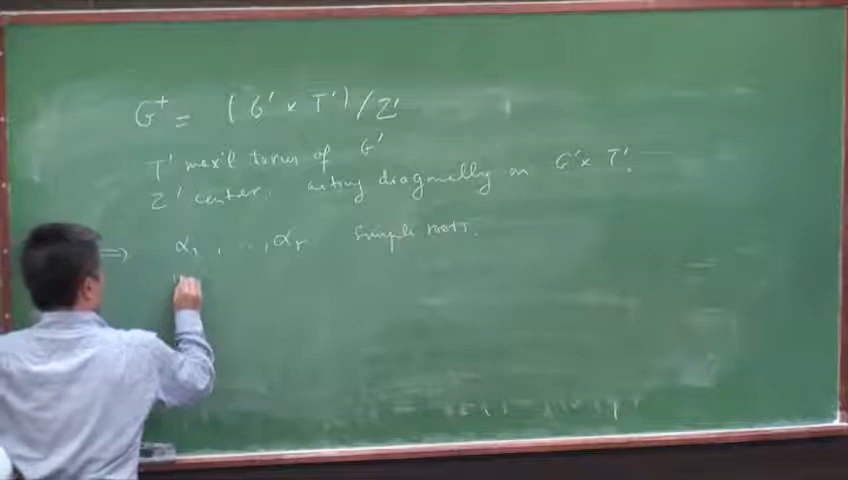 G⁺ = (G' × T') / Z'
T' max'l torus of G'
Z' center. acting diagonally on G' × T'.
⇒ α₁, ..., αᵣ simple roots.